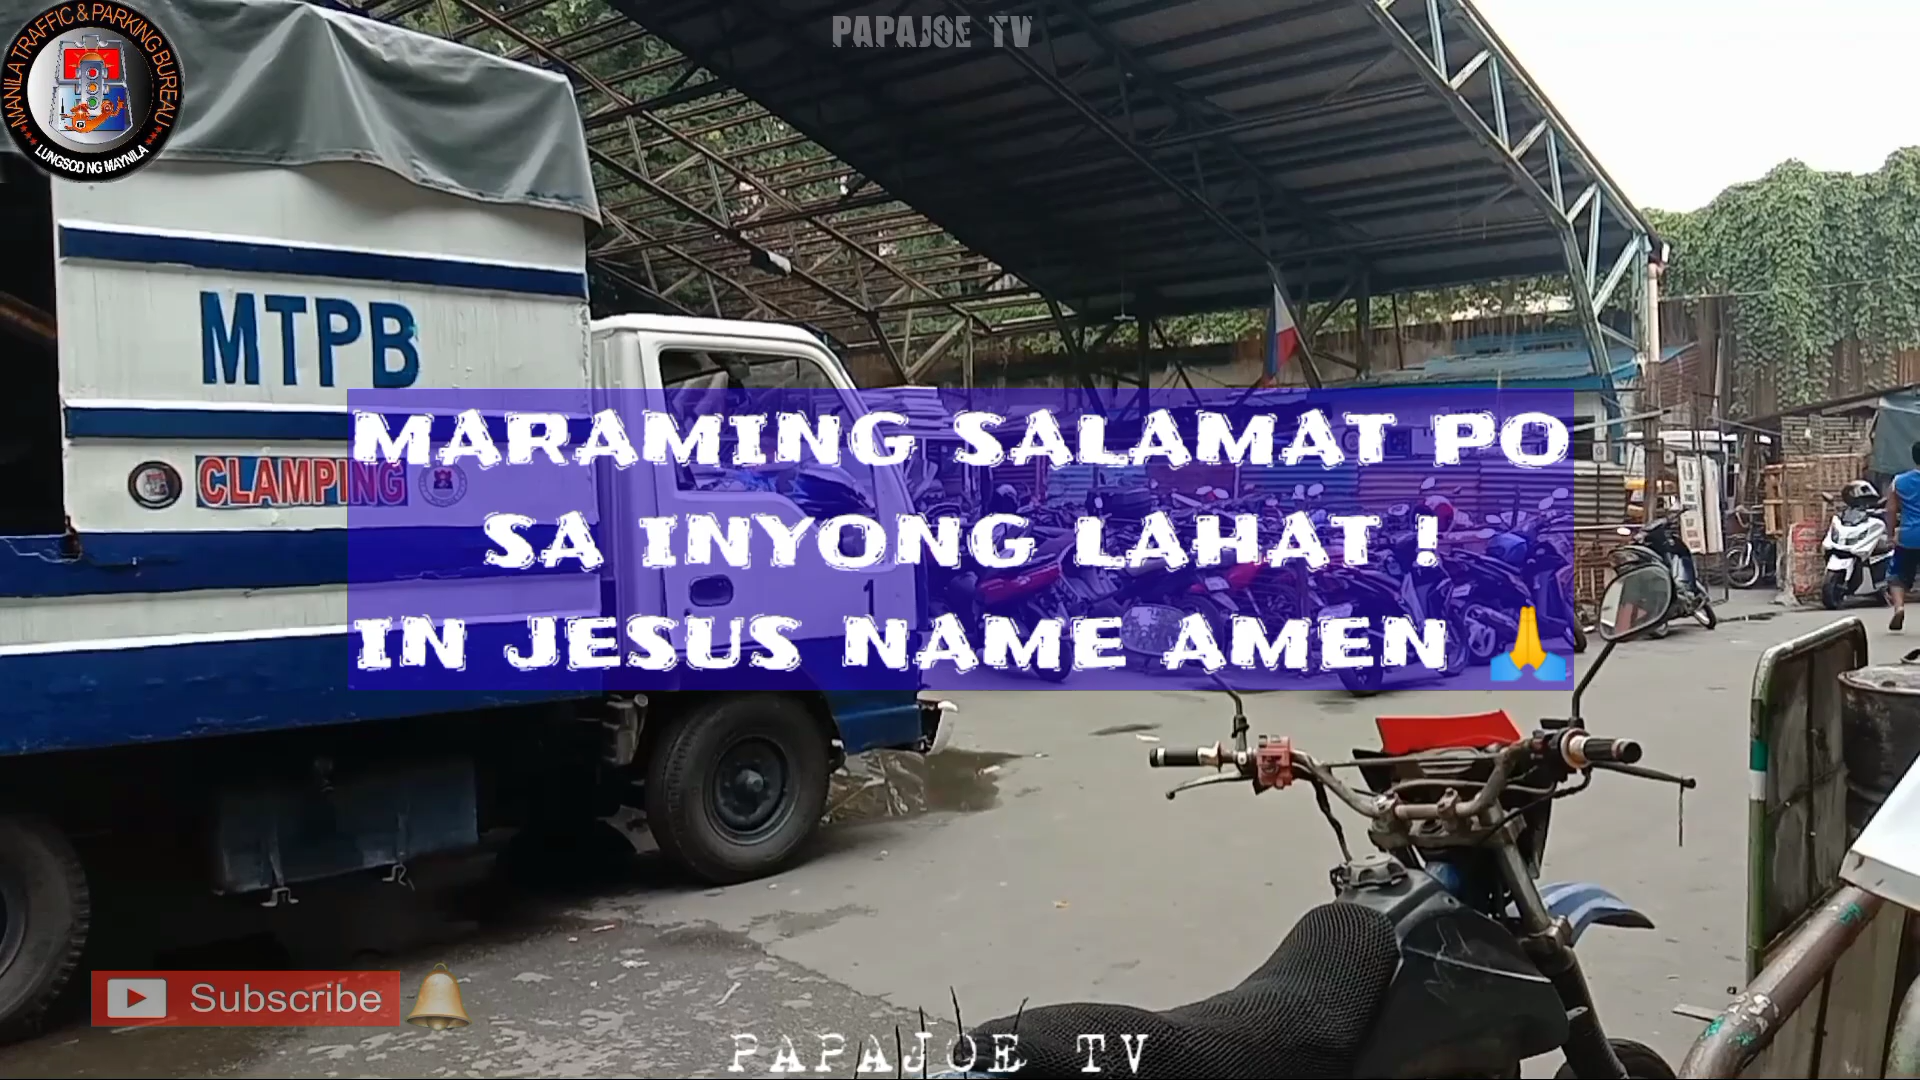 PAPAJOE TV
MANILA TRAFFIC & PARKING BUREAU
LUNGSOD NG MAYNILA
MTPB
CLAMPING
MARAMING SALAMAT PO
SA INYONG LAHAT !
IN JESUS NAME AMEN 🙏
1
Subscribe
PAPAJOE TV